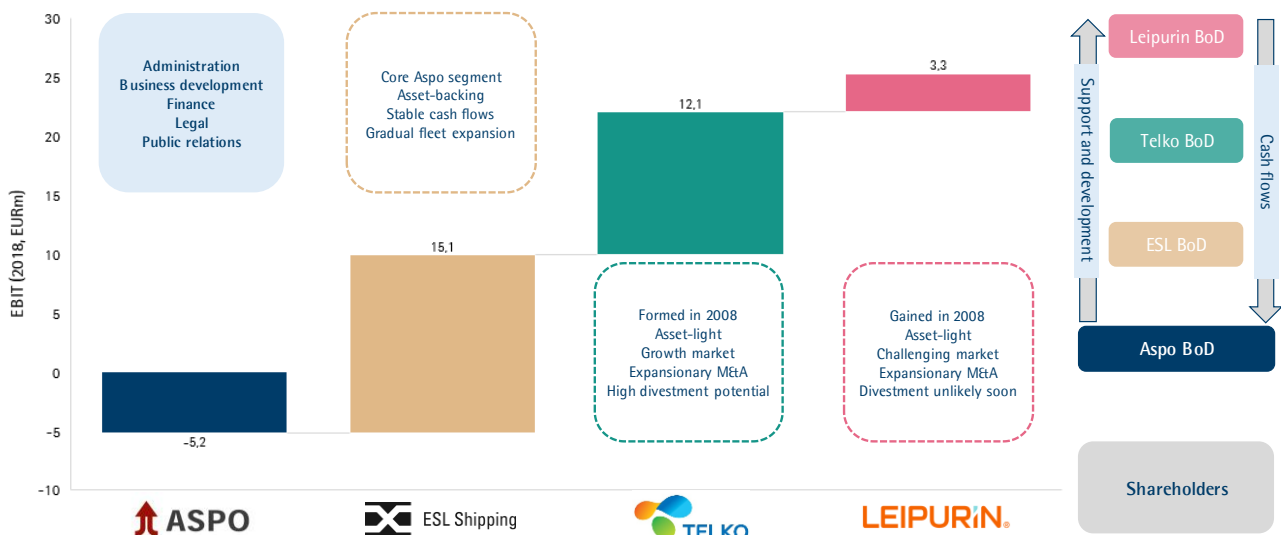 EBIT (2018, EURm)
30
25
20
15
10
5
0
-5
-10
Administration
Business development
Finance
Legal
Public relations
-5,2
ASPO
Core Aspo segment
Asset-backing
Stable cash flows
Gradual fleet expansion
15,1
ESL Shipping
12,1
Formed in 2008
Asset-light
Growth market
Expansionary M&A
High divestment potential
TELKO
3,3
Gained in 2008
Asset-light
Challenging market
Expansionary M&A
Divestment unlikely soon
LEIPURIN®
Support and development
Leipurin BoD
Telko BoD
ESL BoD
Cash flows
Aspo BoD
Shareholders